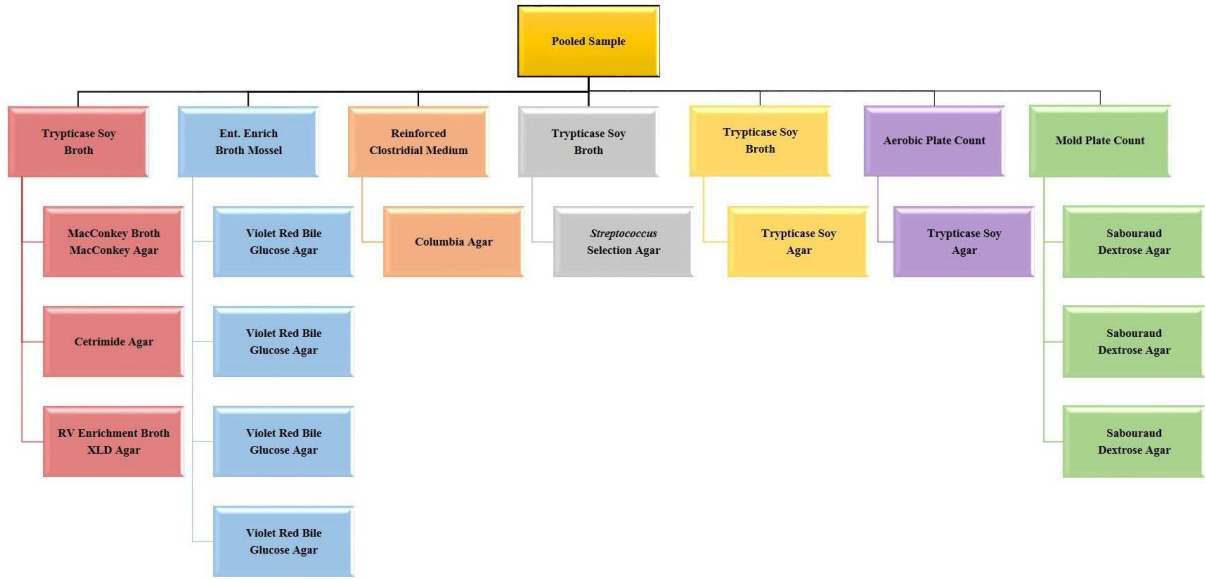 Pooled Sample
Trypticase Soy
Broth
Ent. Enrich
Broth Mossel
Reinforced
Clostridial Medium
Trypticase Soy
Broth
Trypticase Soy
Broth
Aerobic Plate Count
Mold Plate Count
MacConkey Broth
MacConkey Agar
Violet Red Bile
Glucose Agar
Columbia Agar
Streptococcus
Selection Agar
Trypticase Soy
Agar
Trypticase Soy
Agar
Sabouraud
Dextrose Agar
Cetrimide Agar
Violet Red Bile
Glucose Agar
Sabouraud
Dextrose Agar
RV Enrichment Broth
XLD Agar
Violet Red Bile
Glucose Agar
Sabouraud
Dextrose Agar
Violet Red Bile
Glucose Agar